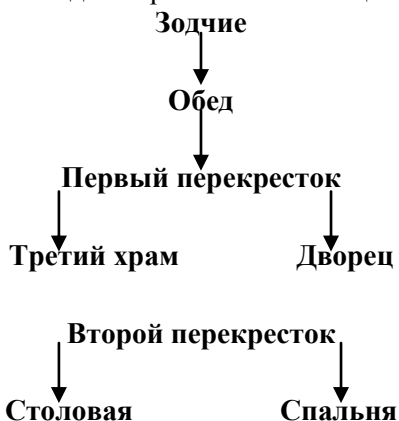 Зодчие
Обед
Первый перекресток
Третий храм Дворец
Второй перекресток
Столовая Спальня